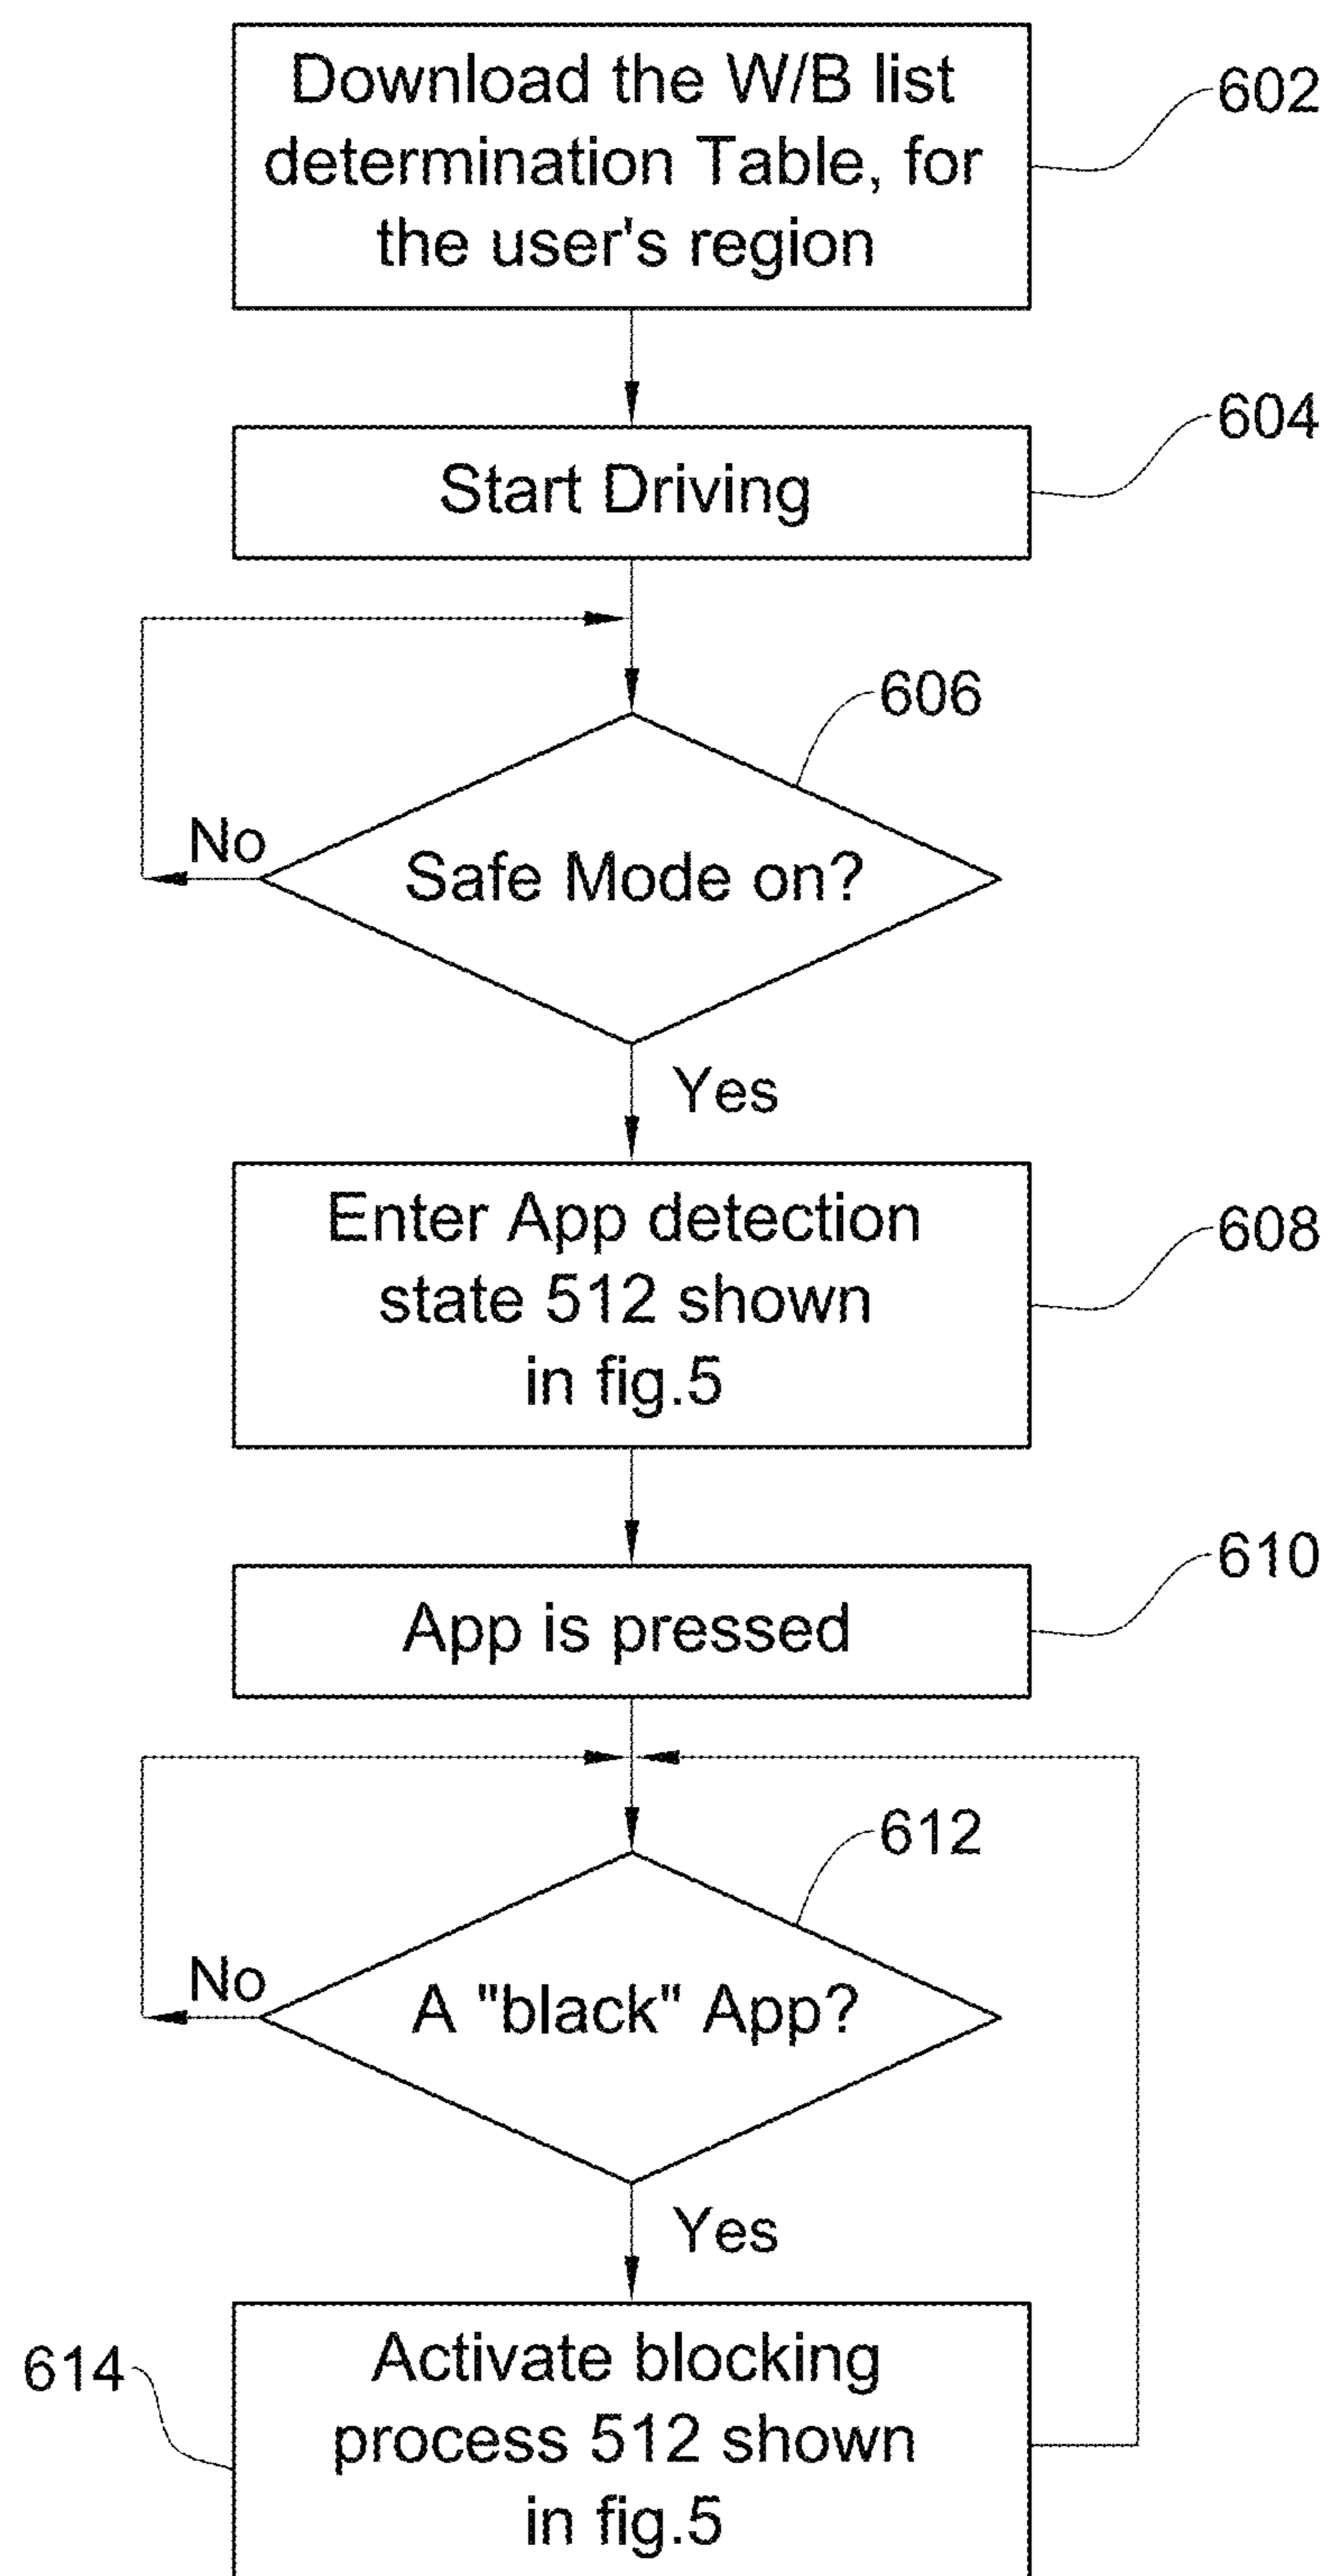 Download the W/B list
determination Table, for
the user's region
602
604
Start Driving
606
No
Safe Mode on?
Yes
Enter App detection
state 512 shown
in fig.5
608
610
App is pressed
612
No
A "black" App?
Yes
614
Activate blocking
process 512 shown
in fig.5